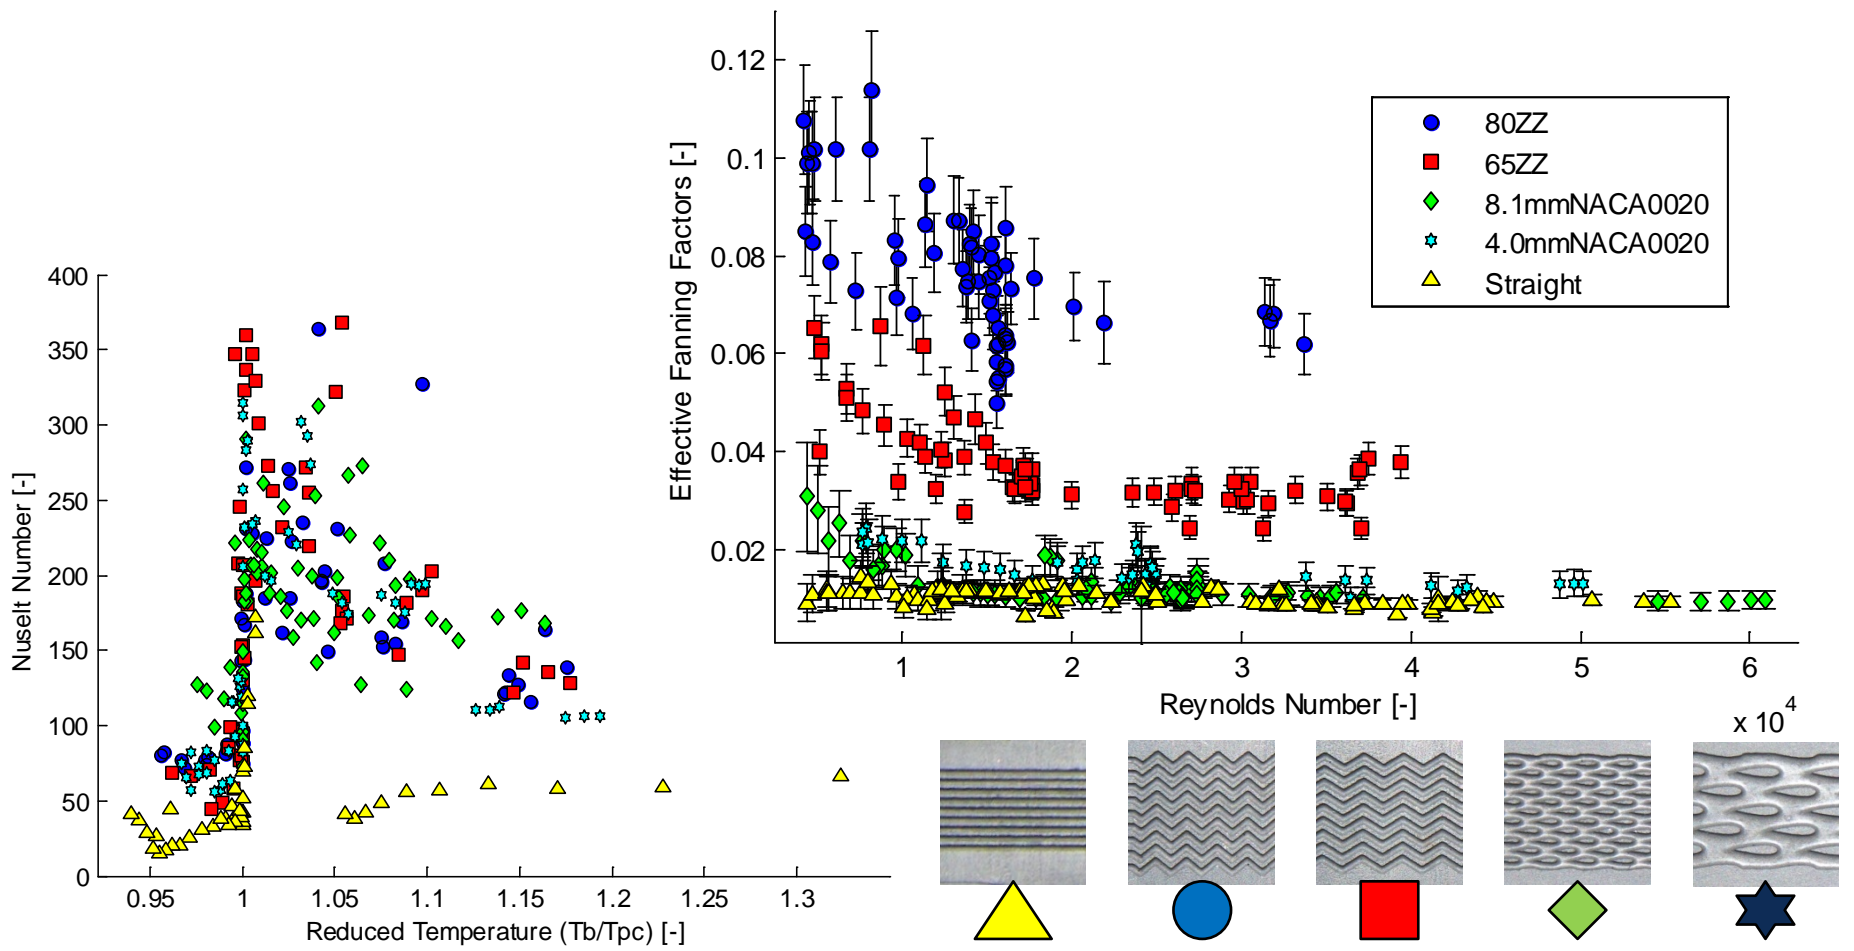 0.12
0.1
0.08
0.06
0.04
0.02
Effective Fanning Factors [-]
80ZZ
65ZZ
8.1mmNACA0020
4.0mmNACA0020
Straight
1
2
3
4
5
6
Reynolds Number [-]
x 10^4
400
350
300
250
200
150
100
50
0
Nuselt Number [-]
0.95
1
1.05
1.1
1.15
1.2
1.25
1.3
Reduced Temperature (Tb/Tpc) [-]